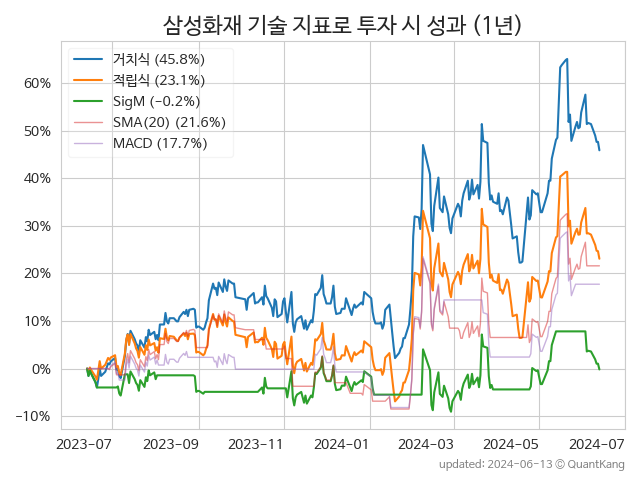 삼성화재 기술 지표로 투자 시 성과 (1년)
거치식 (45.8%)
적립식 (23.1%)
SigM (−0.2%)
SMA(20) (21.6%)
MACD (17.7%)
60%
50%
40%
30%
20%
10%
0%
−10%
2023−07 2023−09 2023−11 2024−01 2024−03 2024−05 2024−07
updated: 2024-06-13 © QuantKang